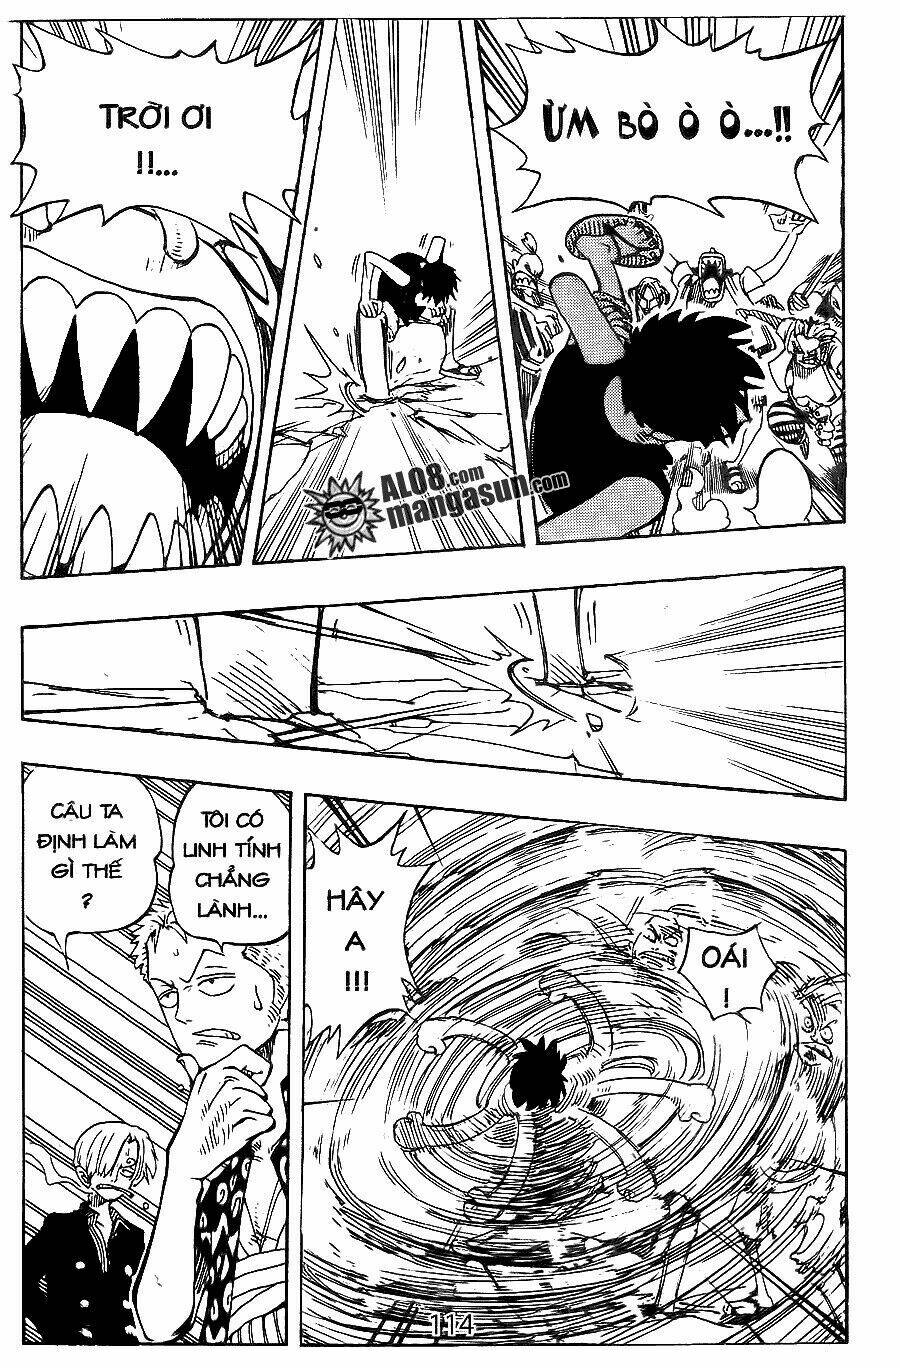 ỪM BÒ Ò Ò...!!
TRỜI ƠI
!!...
ALO8.com
mangasun.com
HÂY
A
!!!
OÁI
!
TÔI CÓ
LINH TÍNH
CHẲNG
LÀNH...
CẬU TA
ĐỊNH LÀM
GÌ THẾ
?
114